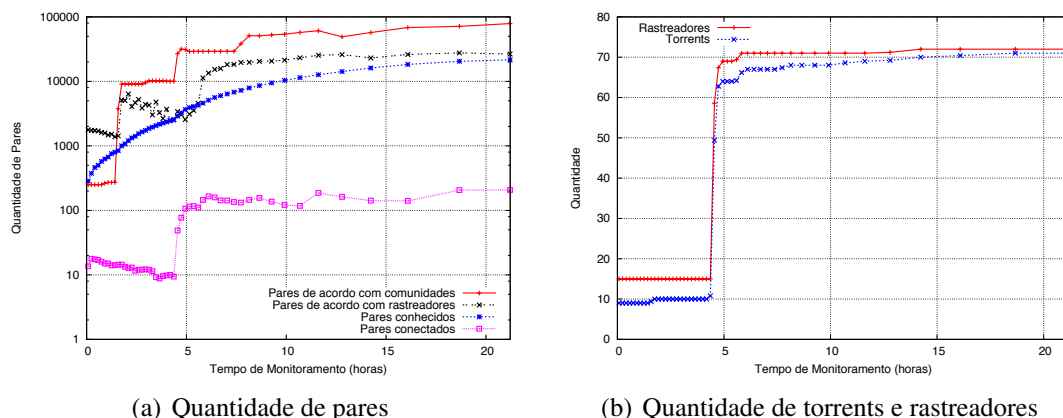 100000
10000
1000
100
10
1
Quantidade de Pares
0
5
10
15
20
Tempo de Monitoramento (horas)
Pares de acordo com comunidades
Pares de acordo com rastreadores
Pares conhecidos
Pares conectados
(a) Quantidade de pares
80
70
60
50
40
30
20
10
0
Quantidade
0
5
10
15
20
Tempo de Monitoramento (horas)
Rastreadores
Torrents
(b) Quantidade de torrents e rastreadores